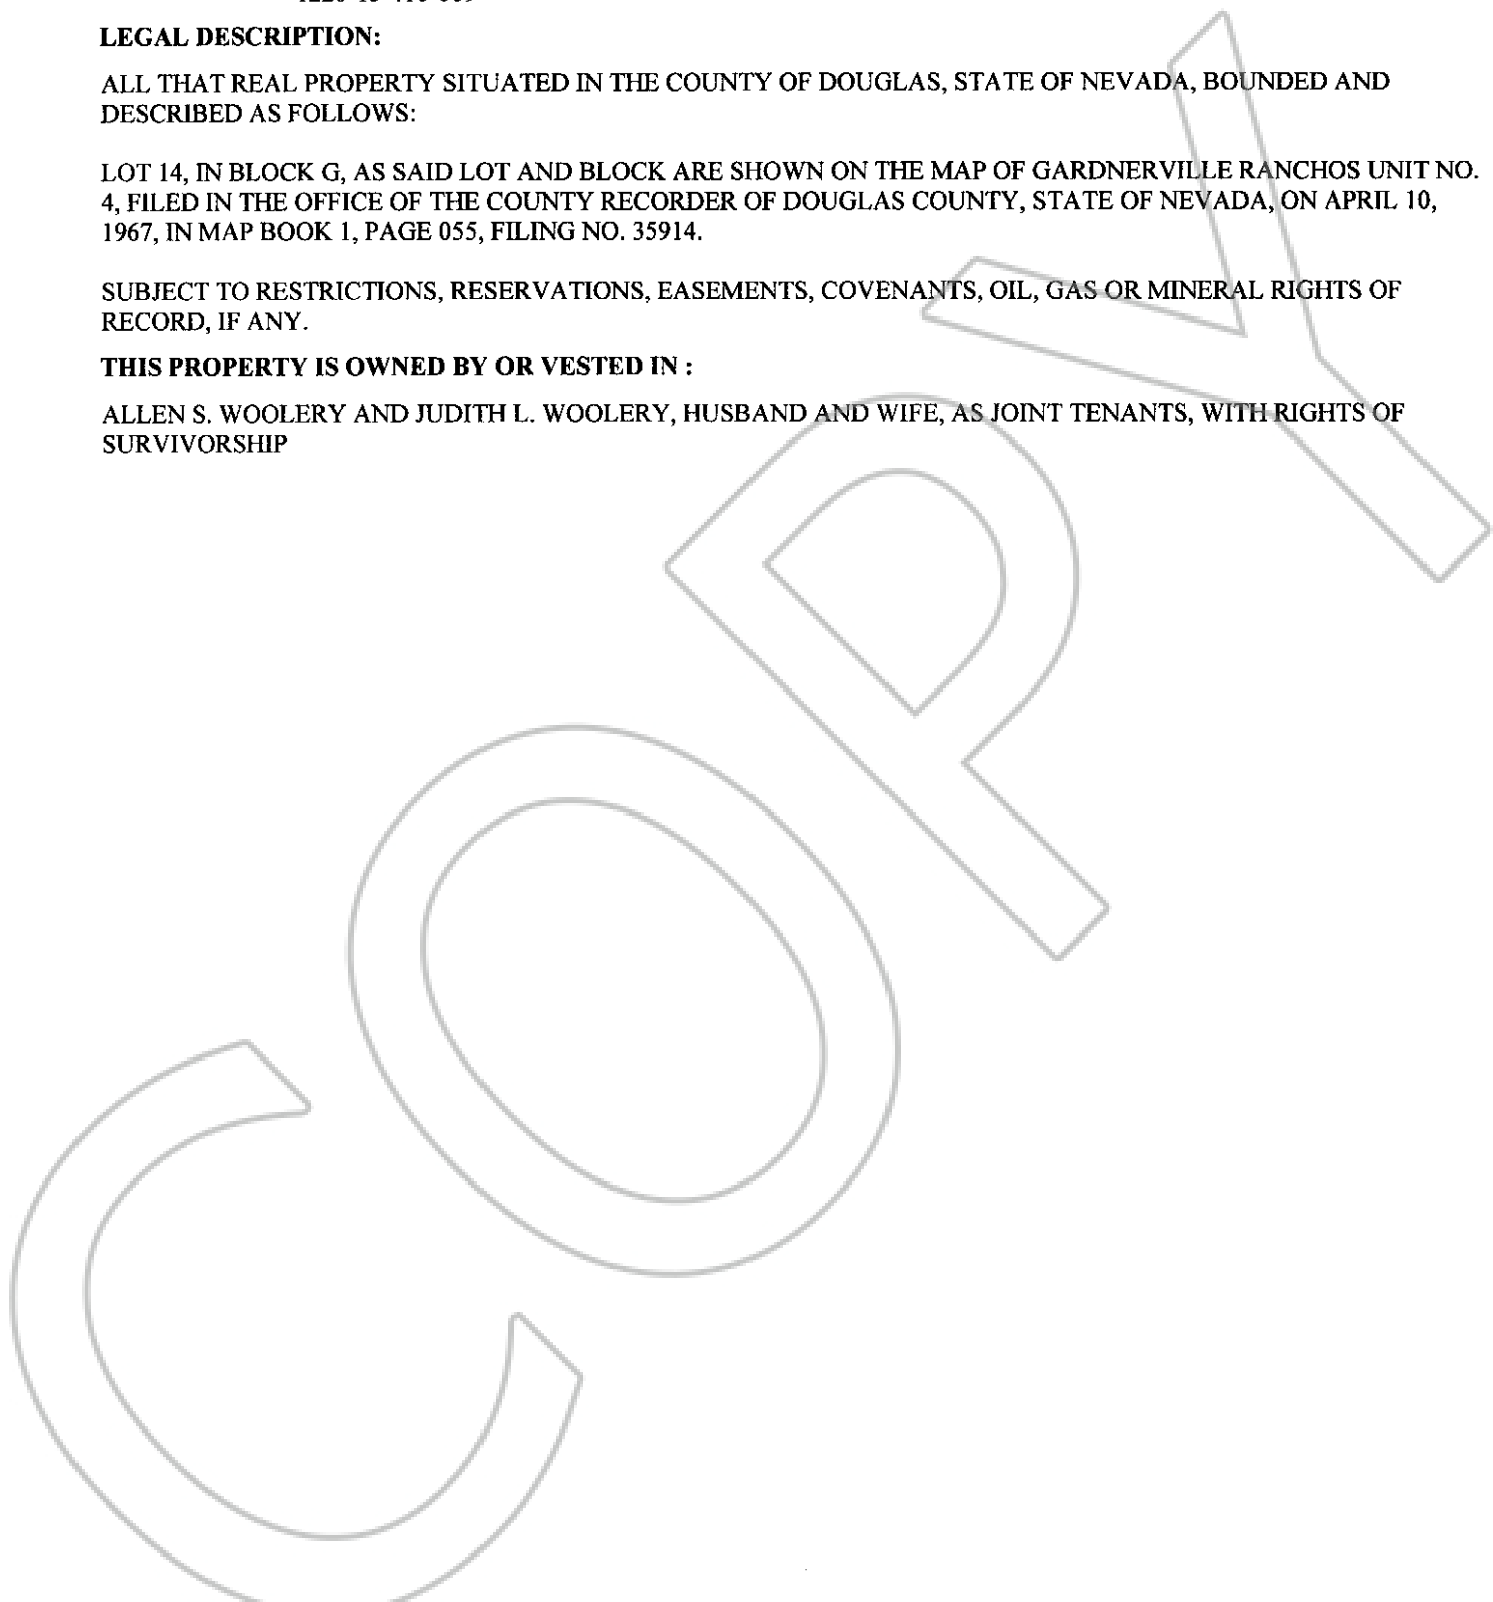 LEGAL DESCRIPTION:
ALL THAT REAL PROPERTY SITUATED IN THE COUNTY OF DOUGLAS, STATE OF NEVADA, BOUNDED AND
DESCRIBED AS FOLLOWS:
LOT 14, IN BLOCK G, AS SAID LOT AND BLOCK ARE SHOWN ON THE MAP OF GARDNERVILLE RANCHOS UNIT NO.
4, FILED IN THE OFFICE OF THE COUNTY RECORDER OF DOUGLAS COUNTY, STATE OF NEVADA, ON APRIL 10,
1967, IN MAP BOOK 1, PAGE 055, FILING NO. 35914.
SUBJECT TO RESTRICTIONS, RESERVATIONS, EASEMENTS, COVENANTS, OIL, GAS OR MINERAL RIGHTS OF
RECORD, IF ANY.
THIS PROPERTY IS OWNED BY OR VESTED IN :
ALLEN S. WOOLERY AND JUDITH L. WOOLERY, HUSBAND AND WIFE, AS JOINT TENANTS, WITH RIGHTS OF
SURVIVORSHIP
COPY